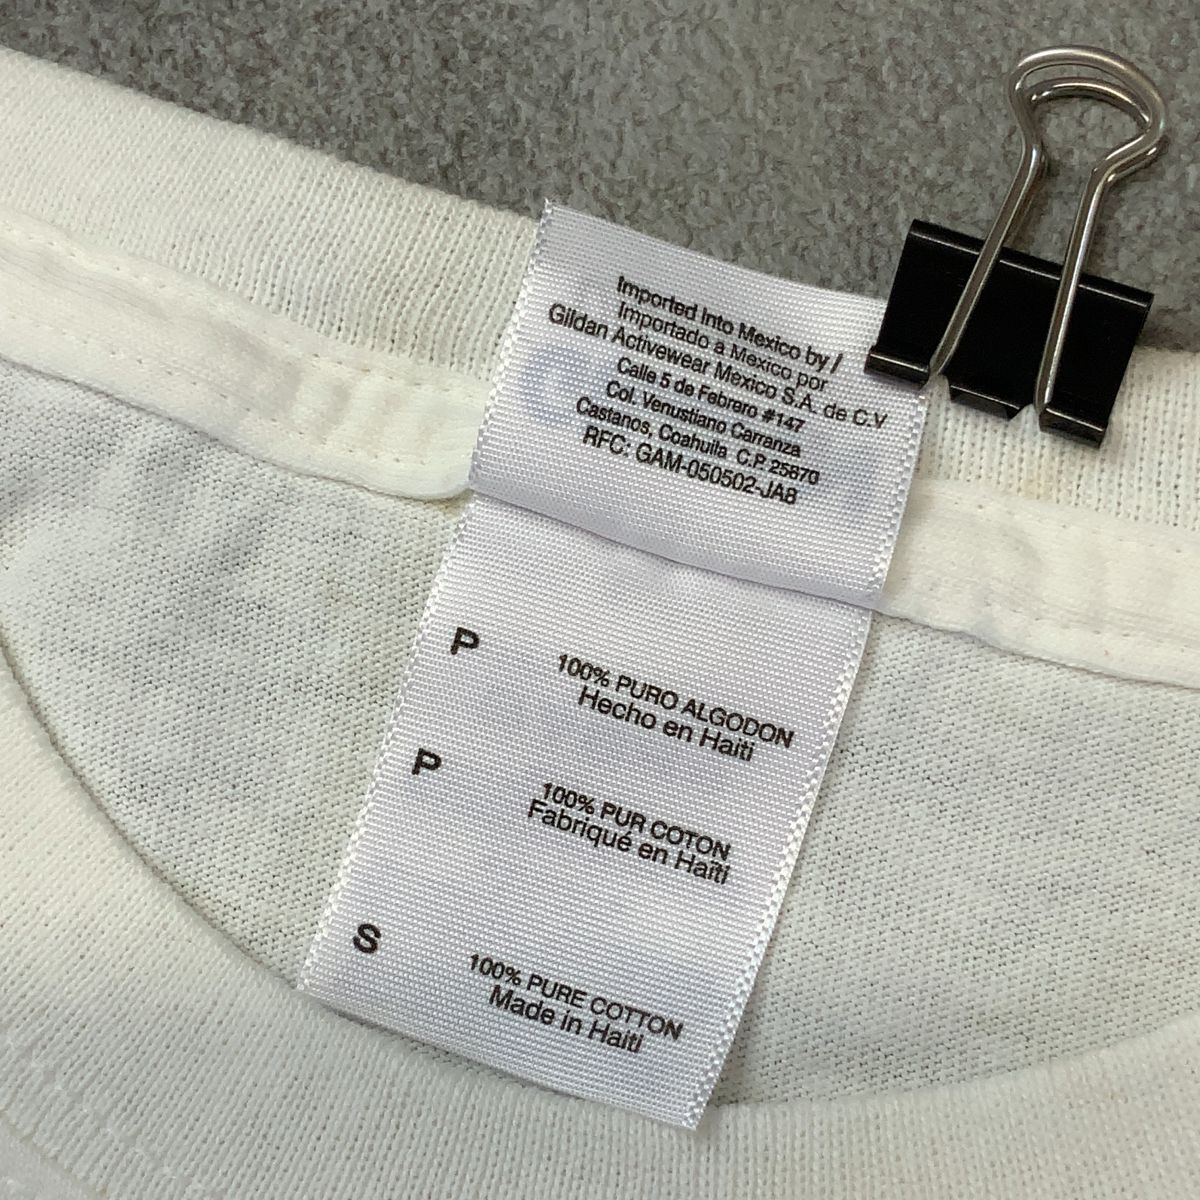 Imported Into Mexico by /
Importado a Mexico por
Gildan Activewear Mexico S.A. de C.V
Calle 5 de Febrero #147
Col. Venustiano Carranza
Castanos, Coahuila C.P 25870
RFC: GAM-050502-JA8
P
100% PURO ALGODON
Hecho en Haiti
P
100% PUR COTON
Fabriqué en Haïti
S
100% PURE COTTON
Made in Haiti